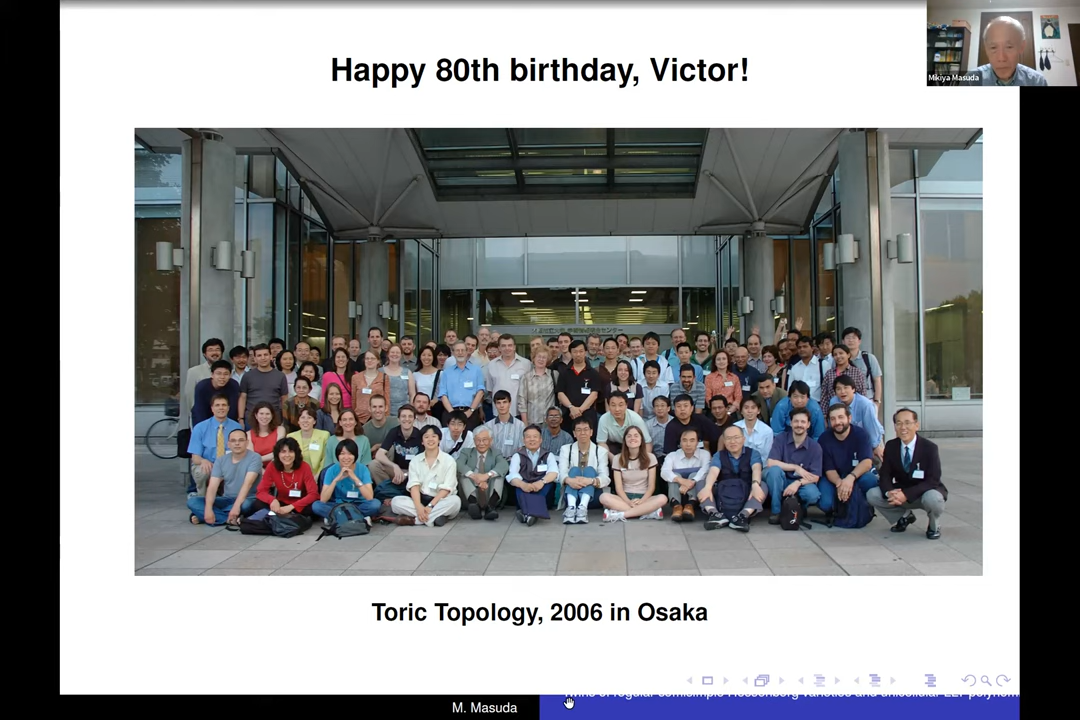 Happy 80th birthday, Victor!
Mikiya Masuda
Toric Topology, 2006 in Osaka
M. Masuda